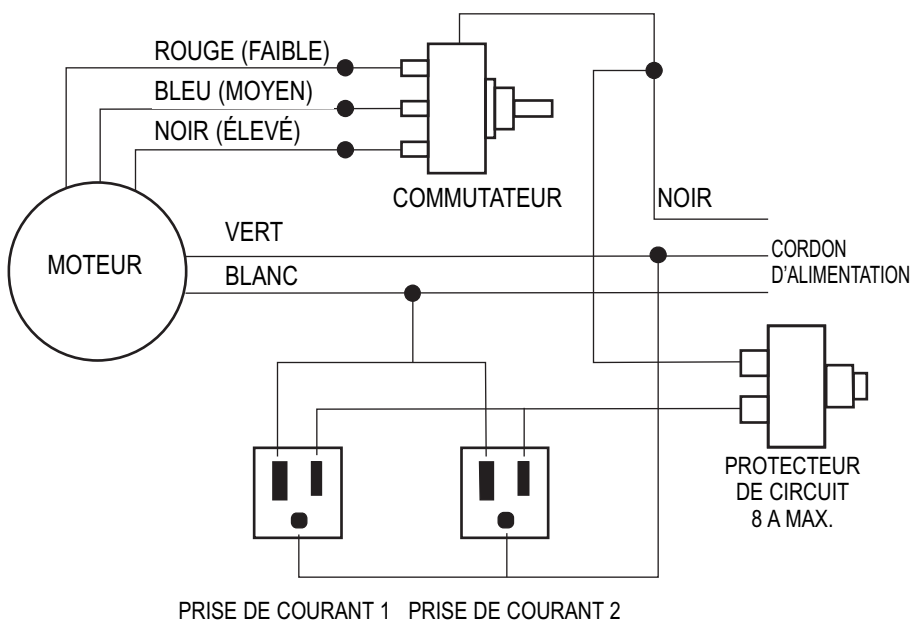 ROUGE (FAIBLE)
BLEU (MOYEN)
NOIR (ÉLEVÉ)
COMMUTATEUR
NOIR
VERT
MOTEUR
BLANC
CORDON
D'ALIMENTATION
PROTECTEUR
DE CIRCUIT
8 A MAX.
PRISE DE COURANT 1
PRISE DE COURANT 2